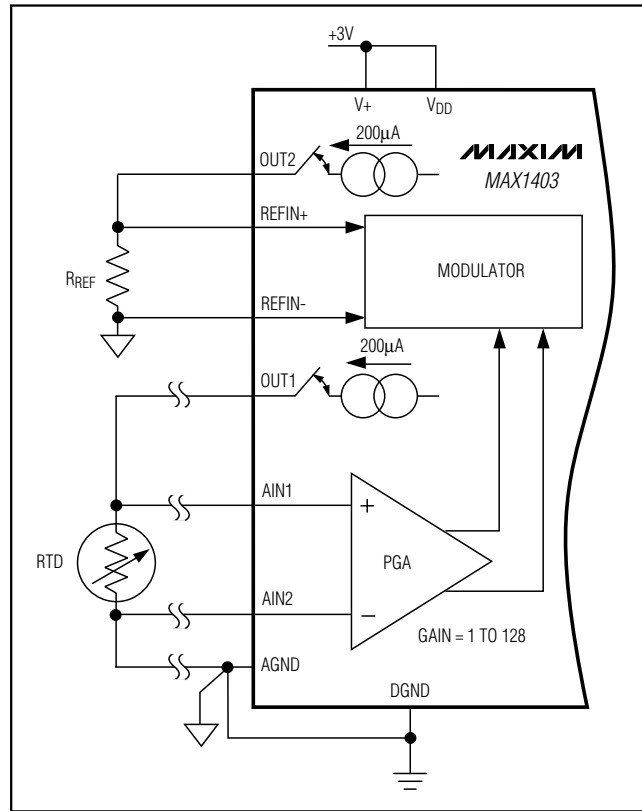 +3V
V+
VDD
200µA
OUT2
MAXIM
MAX1403
REFIN+
MODULATOR
RREF
REFIN-
200µA
OUT1
AIN1
+
RTD
PGA
AIN2
−
GAIN = 1 TO 128
AGND
DGND